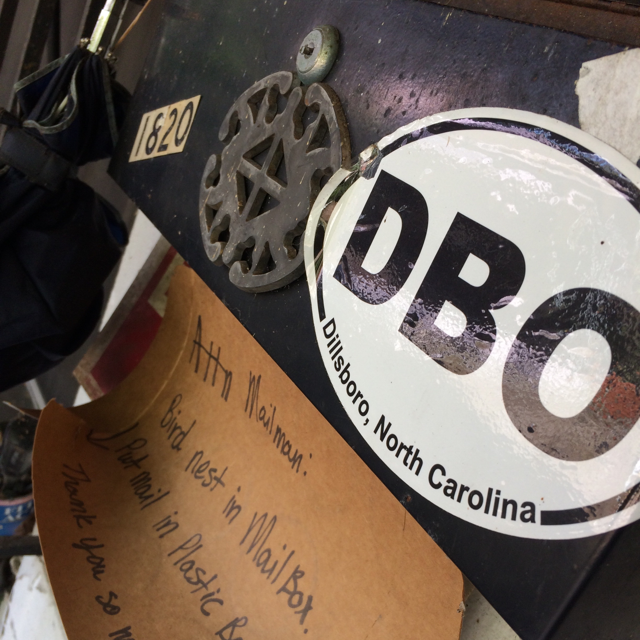 1820
DBO
Dillsboro, North Carolina
Attn Mailman:
Bird nest in MailBox.
Put mail in Plastic
Thank you so